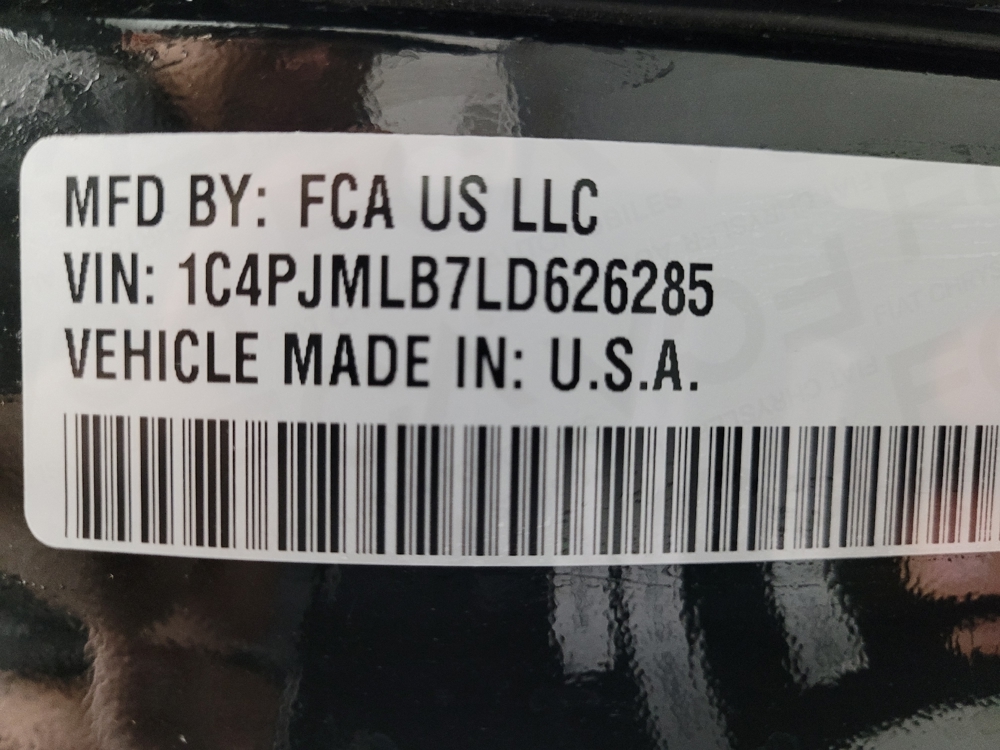 MFD BY: FCA US LLC
VIN: 1C4PJMLB7LD626285
VEHICLE MADE IN: U.S.A.